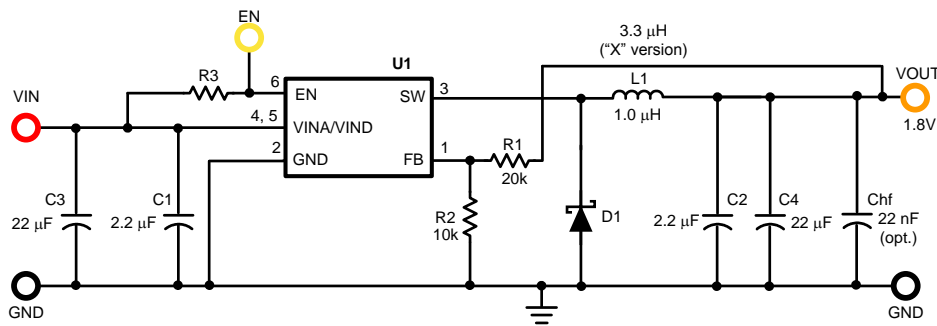 EN
3.3 µH
("X" version)
U1
R3
6
EN
SW
3
L1
VOUT
VIN
4, 5
VINA/VIND
1.0 µH
1.8V
2
GND
FB
1
R1
20k
C3
22 µF
C1
2.2 µF
R2
10k
D1
C2
2.2 µF
C4
22 µF
Chf
22 nF
(opt.)
GND
GND